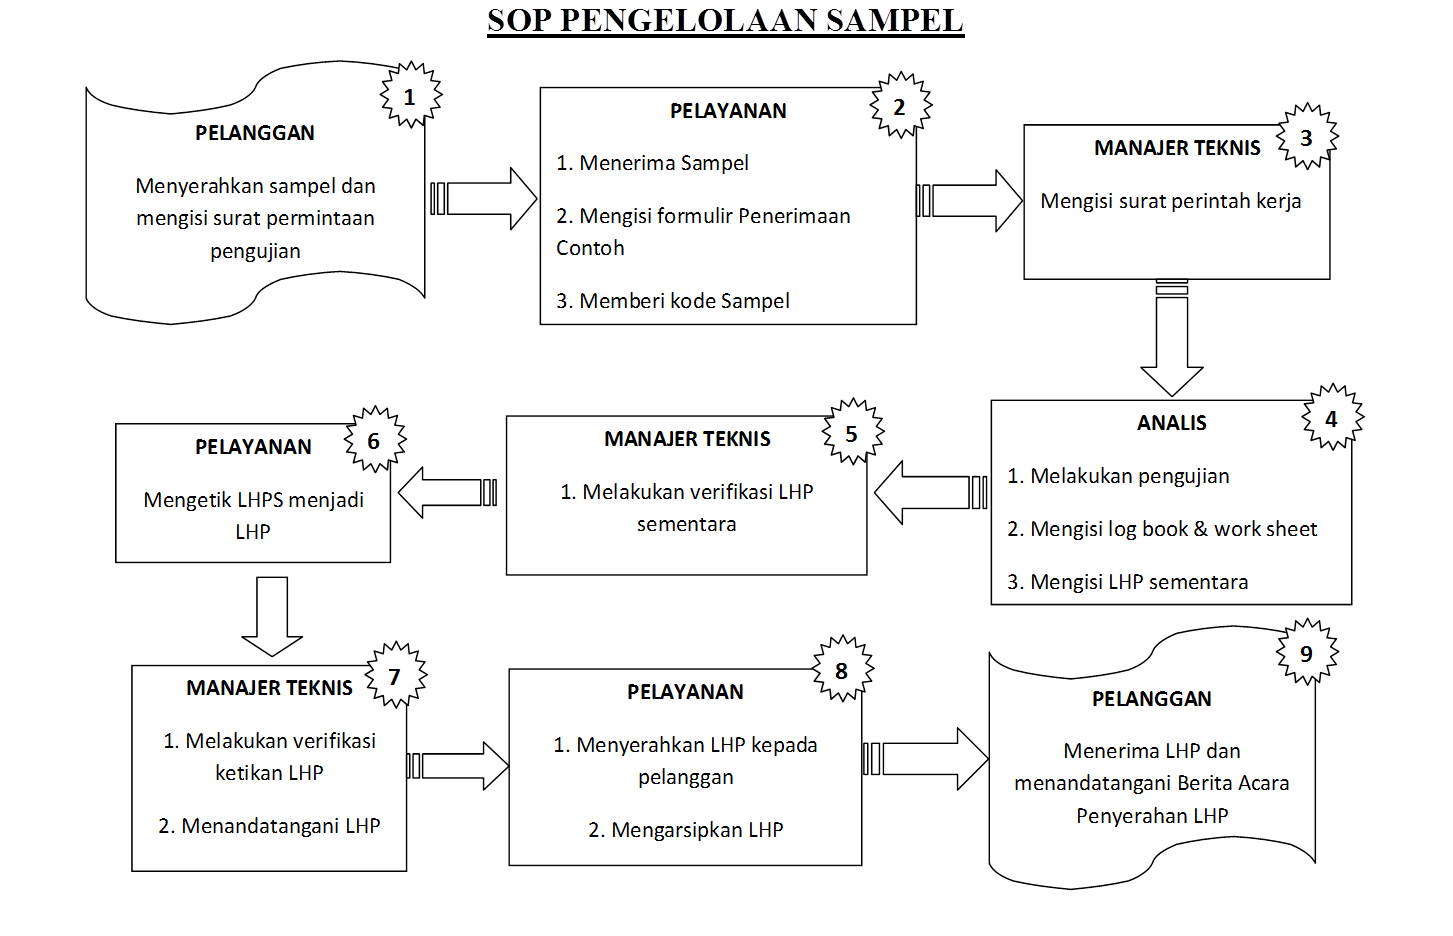 SOP PENGELOLAAN SAMPEL
1
PELANGGAN
Menyerahkan sampel dan
mengisi surat permintaan
pengujian
2
PELAYANAN
1. Menerima Sampel
2. Mengisi formulir Penerimaan
Contoh
3. Memberi kode Sampel
3
MANAJER TEKNIS
Mengisi surat perintah kerja
4
ANALIS
1. Melakukan pengujian
2. Mengisi log book & work sheet
3. Mengisi LHP sementara
5
MANAJER TEKNIS
1. Melakukan verifikasi LHP
sementara
6
PELAYANAN
Mengetik LHPS menjadi
LHP
7
MANAJER TEKNIS
1. Melakukan verifikasi
ketikan LHP
2. Menandatangani LHP
8
PELAYANAN
1. Menyerahkan LHP kepada
pelanggan
2. Mengarsipkan LHP
9
PELANGGAN
Menerima LHP dan
menandatangani Berita Acara
Penyerahan LHP